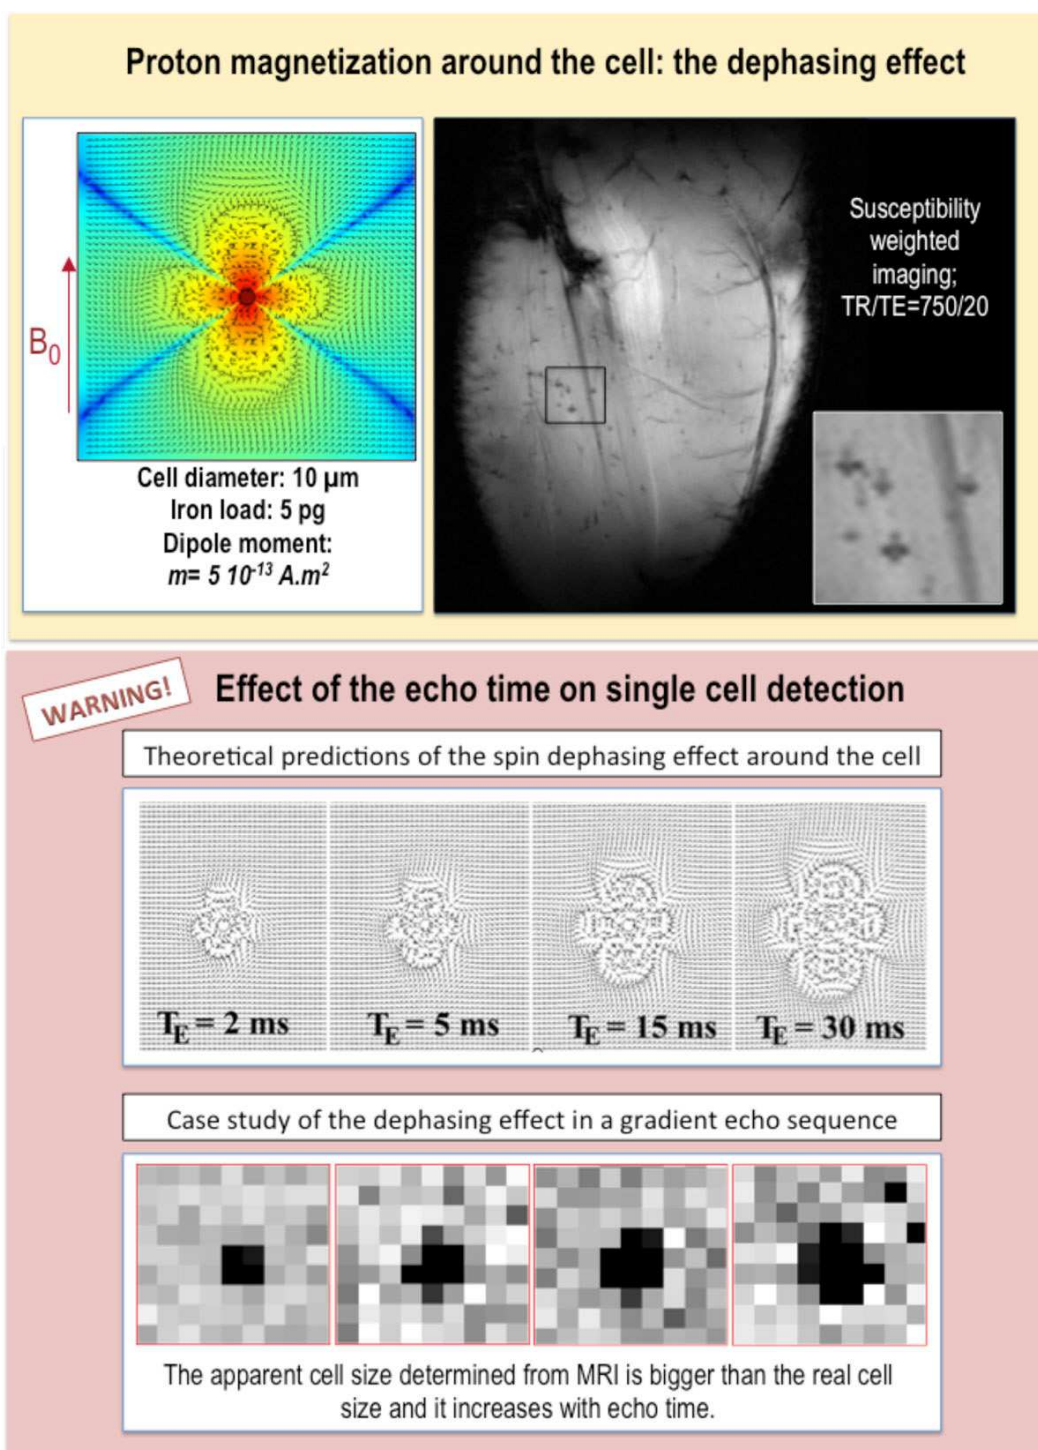 Proton magnetization around the cell: the dephasing effect
B₀
Cell diameter: 10 µm
Iron load: 5 pg
Dipole moment:
m= 5 10⁻¹³ A.m²
Susceptibility
weighted
imaging;
TR/TE=750/20
WARNING!
Effect of the echo time on single cell detection
Theoretical predictions of the spin dephasing effect around the cell
T_E = 2 ms
T_E = 5 ms
T_E = 15 ms
T_E = 30 ms
Case study of the dephasing effect in a gradient echo sequence
The apparent cell size determined from MRI is bigger than the real cell
size and it increases with echo time.